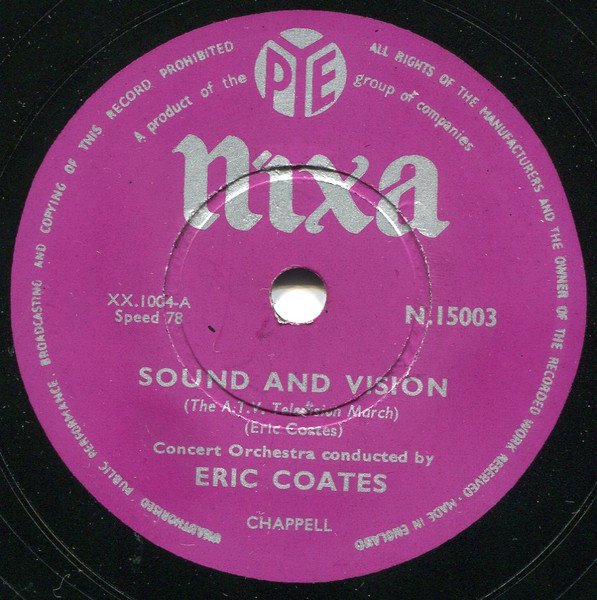 UNAUTHORISED PUBLIC PERFORMANCE BROADCASTING AND COPYING OF THIS RECORD PROHIBITED
ALL RIGHTS OF THE MANUFACTURERS AND THE OWNER OF THE RECORDED WORK RESERVED · MADE IN ENGLAND
A product of the
PYE
group of companies
nixa
XX.1004-A
Speed 78
N.15003
SOUND AND VISION
(The A.T.V. Television March)
(Eric Coates)
Concert Orchestra conducted by
ERIC COATES
CHAPPELL